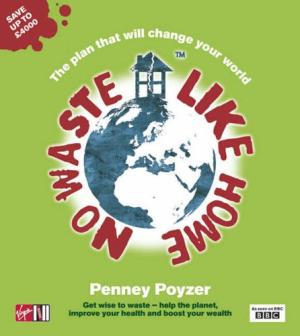 SAVE
UP TO
£4000
The plan that will change your world
TM
NO WASTE LIKE HOME
Penney Poyzer
Get wise to waste – help the planet,
improve your health and boost your wealth
Virgin
As seen on BBC
BBC